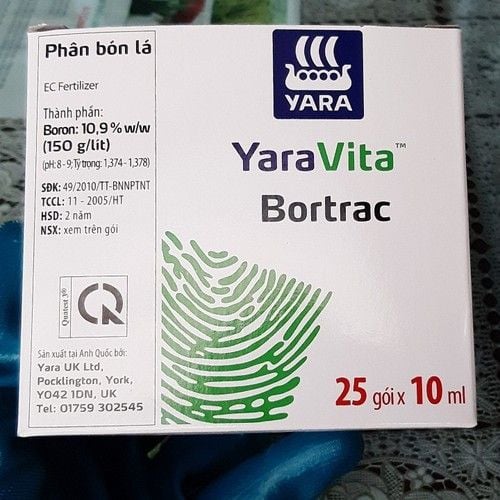 Phân bón lá
EC Fertilizer
Thành phần:
Boron: 10,9 % w/w
(150 g/lít)
(pH: 8 - 9; Tỷ trọng: 1,374 - 1,378)
SĐK: 49/2010/TT-BNNPTNT
TCCL: 11 - 2005/HT
HSD: 2 năm
NSX: xem trên gói
Quatest 3®
Sản xuất tại Anh Quốc bởi:
Yara UK Ltd,
Pocklington, York,
YO42 1DN, UK
Tel: 01759 302545
YARA
YaraVita™
Bortrac
25 gói x 10 ml